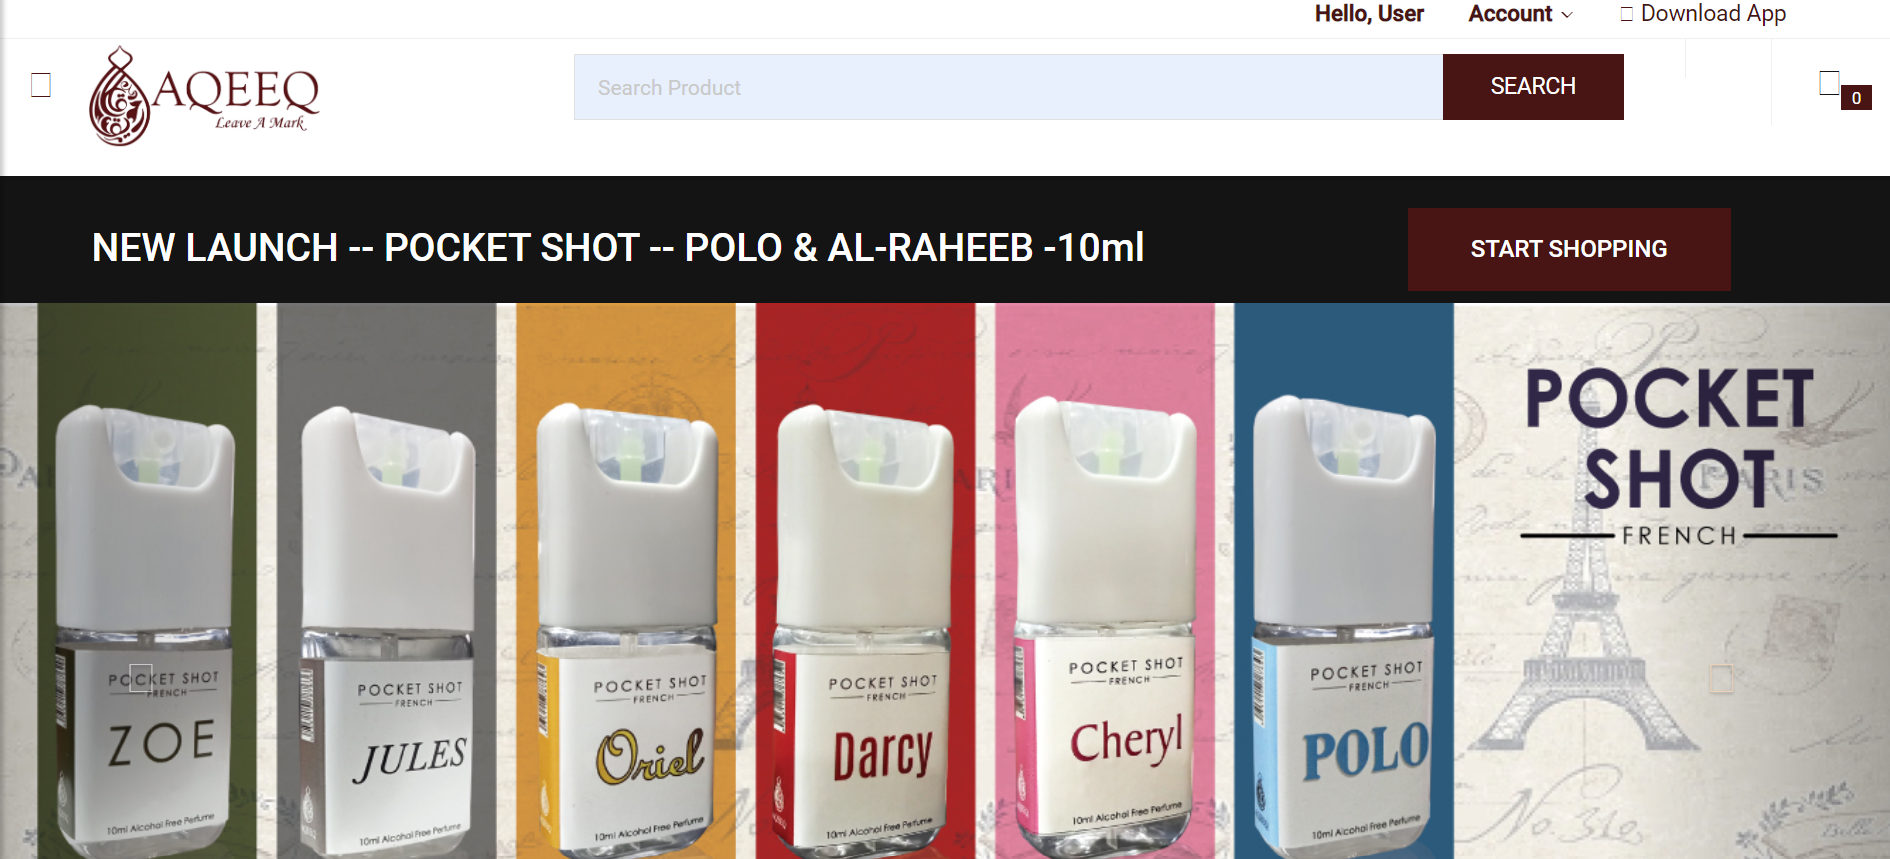 Hello, User
Account
Download App
AQEEQ
Leave A Mark
Search Product
SEARCH
0
NEW LAUNCH -- POCKET SHOT -- POLO & AL-RAHEEB -10ml
START SHOPPING
POCKET
SHOT
FRENCH
PARIS
POCKET SHOT
FRENCH
ZOE
10ml Alcohol Free Perfume
POCKET SHOT
FRENCH
JULES
10ml Alcohol Free Perfume
POCKET SHOT
FRENCH
Oriel
10ml Alcohol Free Perfume
POCKET SHOT
FRENCH
Darcy
10ml Alcohol Free Perfume
POCKET SHOT
FRENCH
Cheryl
10ml Alcohol Free Perfume
POCKET SHOT
FRENCH
POLO
10ml Alcohol Free Perfume